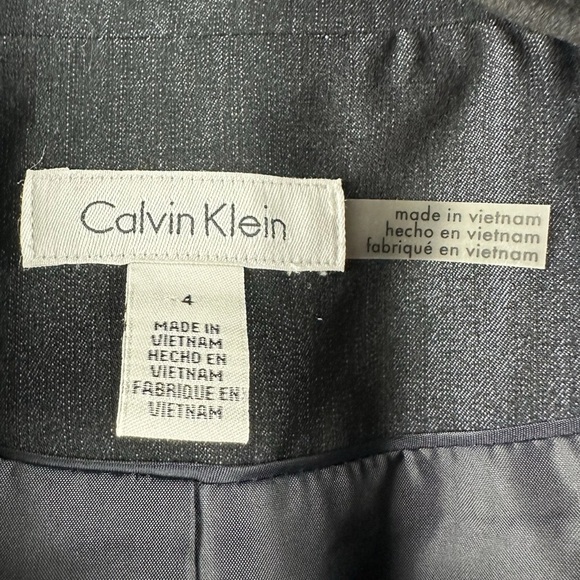 Calvin Klein
made in vietnam
hecho en vietnam
fabriqué en vietnam
4
MADE IN
VIETNAM
HECHO EN
VIETNAM
FABRIQUE EN
VIETNAM